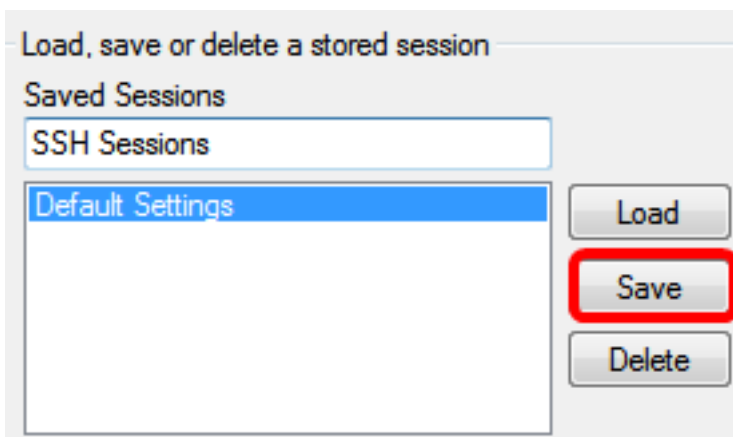 Load, save or delete a stored session
Saved Sessions
SSH Sessions
Default Settings
Load
Save
Delete